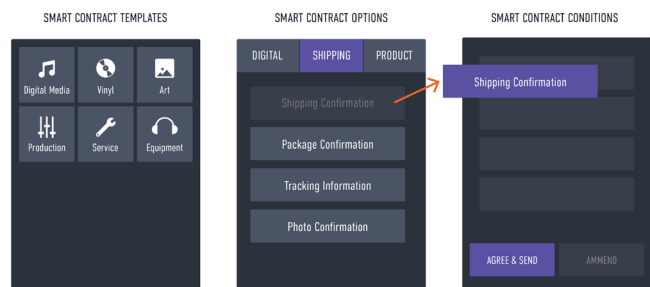 SMART CONTRACT TEMPLATES
Digital Media
Vinyl
Art
Production
Service
Equipment
SMART CONTRACT OPTIONS
DIGITAL
SHIPPING
PRODUCT
Shipping Confirmation
Package Confirmation
Tracking Information
Photo Confirmation
SMART CONTRACT CONDITIONS
Shipping Confirmation
AGREE & SEND
AMMEND